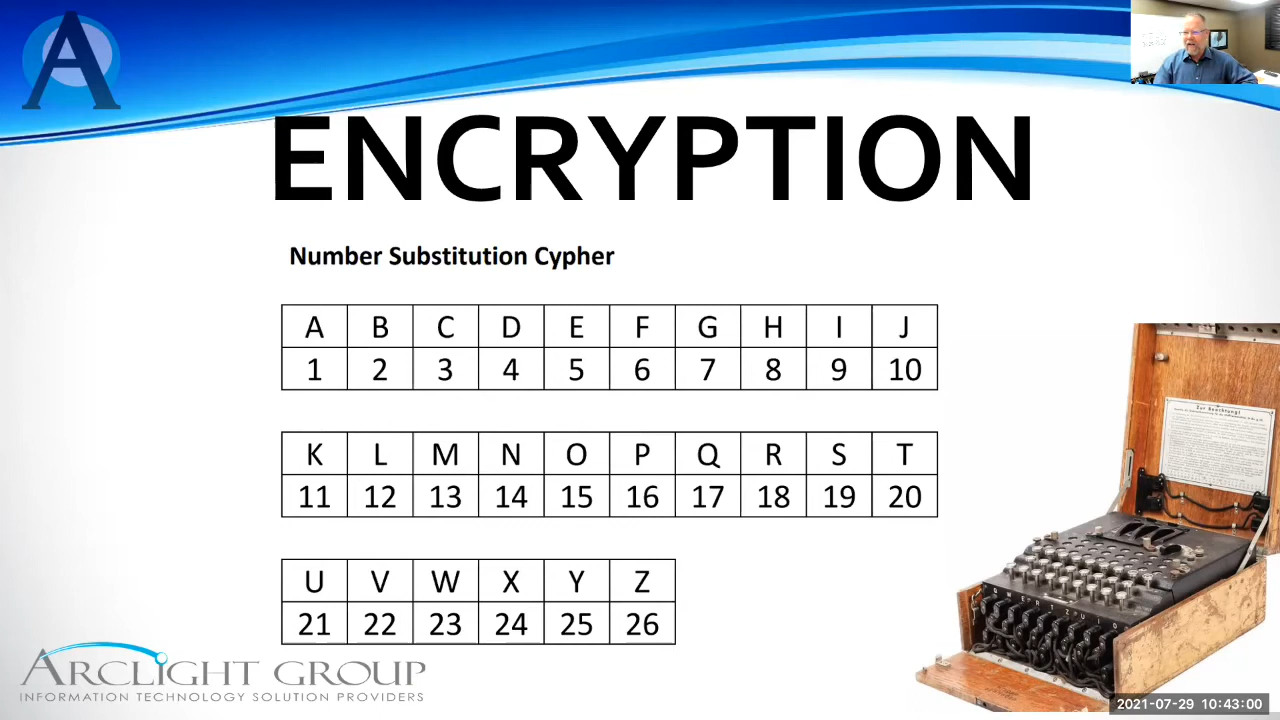 A
ENCRYPTION
Number Substitution Cypher
A B C D E F G H I J
1 2 3 4 5 6 7 8 9 10
K L M N O P Q R S T
11 12 13 14 15 16 17 18 19 20
U V W X Y Z
21 22 23 24 25 26
Zur Beachtung!
ARCLIGHT GROUP
INFORMATION TECHNOLOGY SOLUTION PROVIDERS
2021-07-29 10:43:00